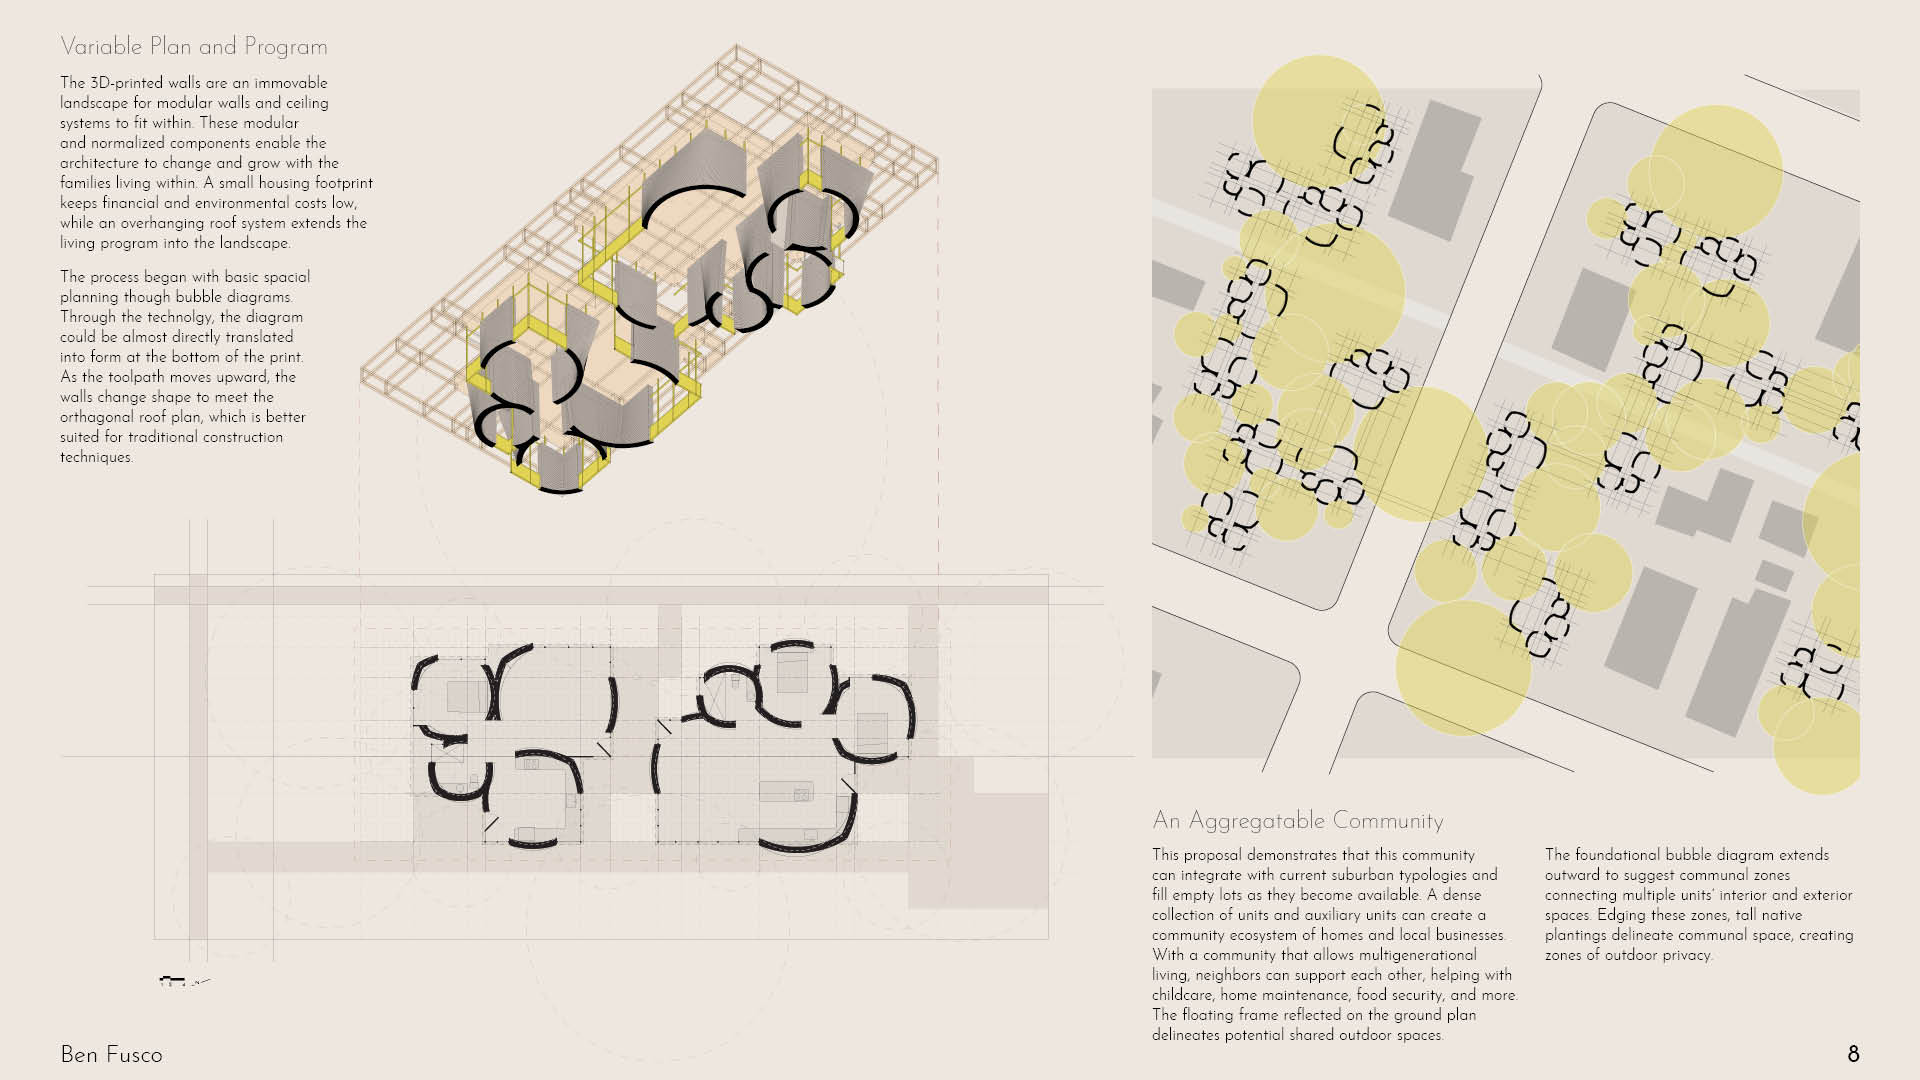 Variable Plan and Program
The 3D-printed walls are an immovable
landscape for modular walls and ceiling
systems to fit within. These modular
and normalized components enable the
architecture to change and grow with the
families living within. A small housing footprint
keeps financial and environmental costs low,
while an overhanging roof system extends the
living program into the landscape.
The process began with basic spacial
planning though bubble diagrams.
Through the technolgy, the diagram
could be almost directly translated
into form at the bottom of the print.
As the toolpath moves upward, the
walls change shape to meet the
orthagonal roof plan, which is better
suited for traditional construction
techniques.
An Aggregatable Community
This proposal demonstrates that this community
can integrate with current suburban typologies and
fill empty lots as they become available. A dense
collection of units and auxiliary units can create a
community ecosystem of homes and local businesses.
With a community that allows multigenerational
living, neighbors can support each other, helping with
childcare, home maintenance, food security, and more.
The floating frame reflected on the ground plan
delineates potential shared outdoor spaces.
The foundational bubble diagram extends
outward to suggest communal zones
connecting multiple units' interior and exterior
spaces. Edging these zones, tall native
plantings delineate communal space, creating
zones of outdoor privacy.
Ben Fusco
8